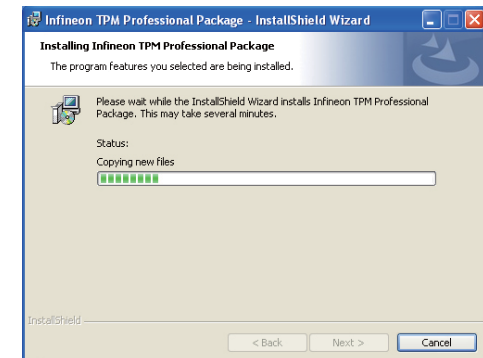 Infineon TPM Professional Package - InstallShield Wizard
Installing Infineon TPM Professional Package
The program features you selected are being installed.
Please wait while the InstallShield Wizard installs Infineon TPM Professional
Package. This may take several minutes.
Status:
Copying new files
InstallShield
< Back Next > Cancel